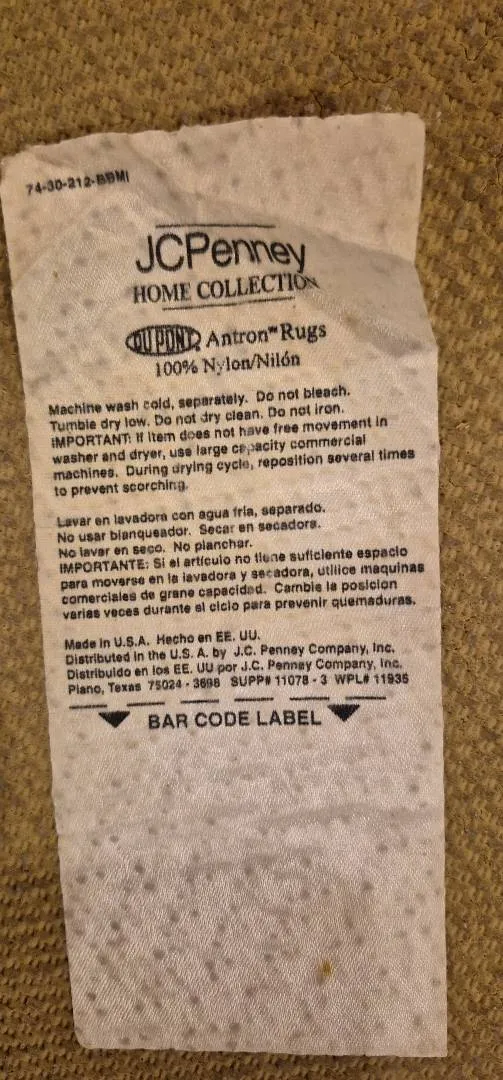 74-30-212-BBMI
JCPenney
HOME COLLECTION
DU PONT Antron™ Rugs
100% Nylon/Nilón
Machine wash cold, separately. Do not bleach.
Tumble dry low. Do not dry clean. Do not iron.
IMPORTANT: If item does not have free movement in
washer and dryer, use large capacity commercial
machines. During drying cycle, reposition several times
to prevent scorching.
Lavar en lavadora con agua fria, separado.
No usar blanqueador. Secar en secadora.
No lavar en seco. No planchar.
IMPORTANTE: Si el artículo no tiene suficiente espacio
para moverse en la lavadora y secadora, utilice maquinas
comerciales de grane capacidad. Cambie la posicion
varias veces durante el ciclo para prevenir quemaduras.
Made in U.S.A. Hecho en EE. UU.
Distributed in the U.S. A. by J.C. Penney Company, Inc.
Distribuido en los EE. UU por J.C. Penney Company, Inc.
Plano, Texas 75024 - 3698 SUPP# 11078 - 3 WPL# 11935
BAR CODE LABEL